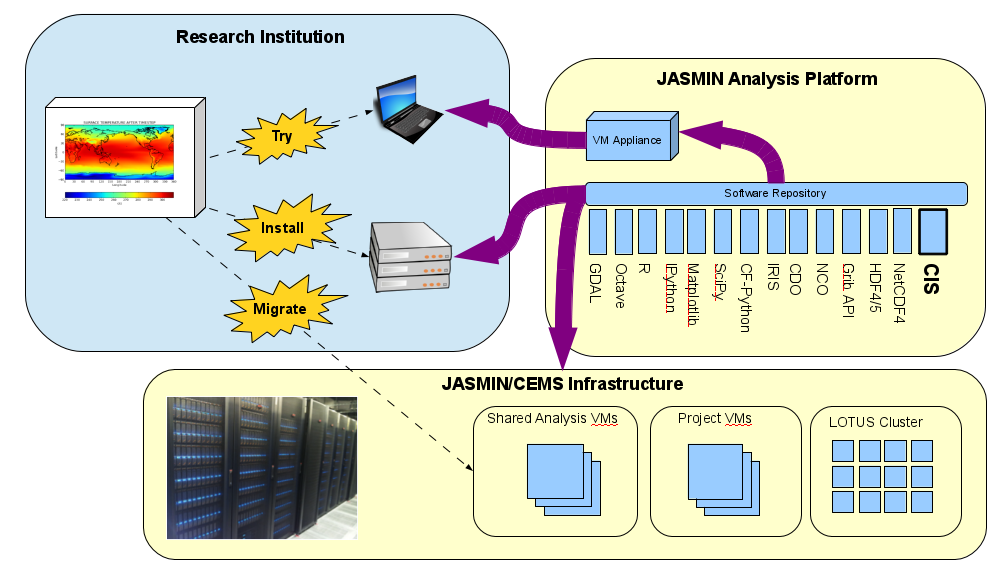 Research Institution
JASMIN Analysis Platform
SURFACE TEMPERATURE AFTER TIMESTEP
Try
Install
Migrate
VM Appliance
Software Repository
GDAL
Octave
R
IPython
Matplotlib
SciPy
CF-Python
IRIS
CDO
NCO
Grib API
HDF4/5
NetCDF4
CIS
JASMIN/CEMS Infrastructure
Shared Analysis VMs
Project VMs
LOTUS Cluster